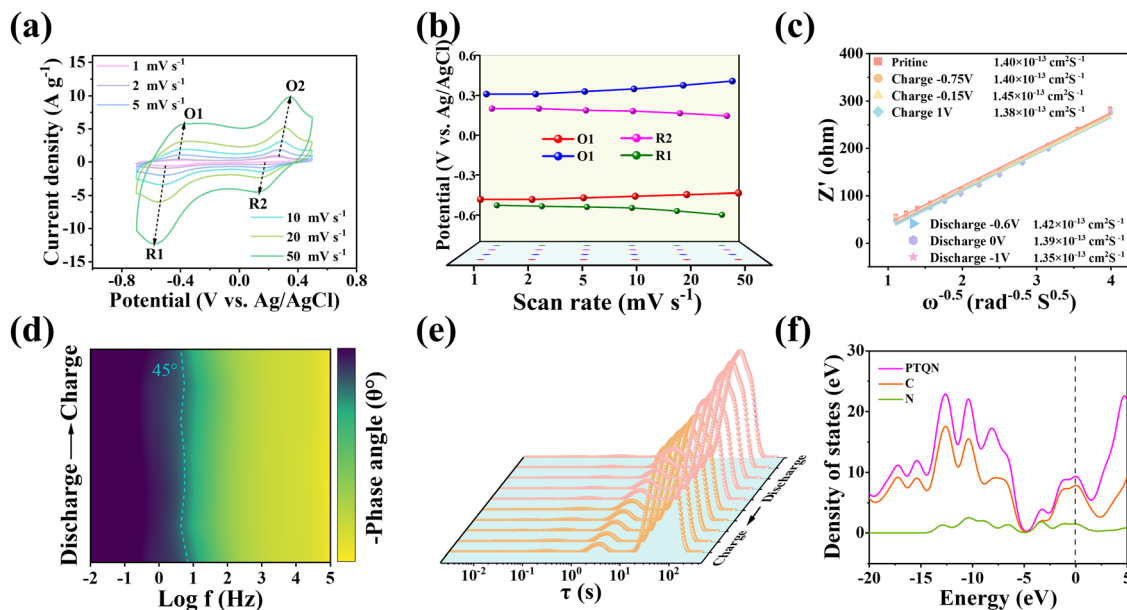 (a)
Current density (A g⁻¹)
15
10
5
0
-5
-10
-15
1 mV s⁻¹
2 mV s⁻¹
5 mV s⁻¹
O1
O2
R1
R2
10 mV s⁻¹
20 mV s⁻¹
50 mV s⁻¹
-0.8
-0.4
0.0
0.4
0.8
Potential (V vs. Ag/AgCl)
(b)
Potential (V vs. Ag/AgCl)
0.6
0.3
0.0
-0.6
O1
R2
O1
R1
1
2
5
10
20
50
Scan rate (mV s⁻¹)
(c)
Z' (ohm)
400
300
200
100
0
Pritine 1.40×10⁻¹³ cm²S⁻¹
Charge -0.75V 1.40×10⁻¹³ cm²S⁻¹
Charge -0.15V 1.45×10⁻¹³ cm²S⁻¹
Charge 1V 1.38×10⁻¹³ cm²S⁻¹
Discharge -0.6V 1.42×10⁻¹³ cm²S⁻¹
Discharge 0V 1.39×10⁻¹³ cm²S⁻¹
Discharge -1V 1.35×10⁻¹³ cm²S⁻¹
1
2
3
4
ω⁻⁰·⁵ (rad⁻⁰·⁵ S⁰·⁵)
(d)
Discharge
Charge
45°
-Phase angle (θ°)
-2
-1
0
1
2
3
4
5
Log f (Hz)
(e)
Discharge
Charge
10⁻²
10⁻¹
10⁰
10¹
10²
τ (s)
(f)
Density of states (eV)
30
20
10
0
PTQN
C
N
-20
-15
-10
-5
0
5
Energy (eV)